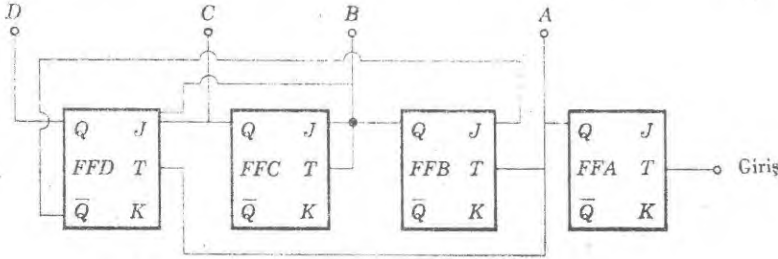 D C B A
Q J Q J Q J Q J
FFD T FFC T FFB T FFA T Giriş
Q̅ K Q̅ K Q̅ K Q̅ K